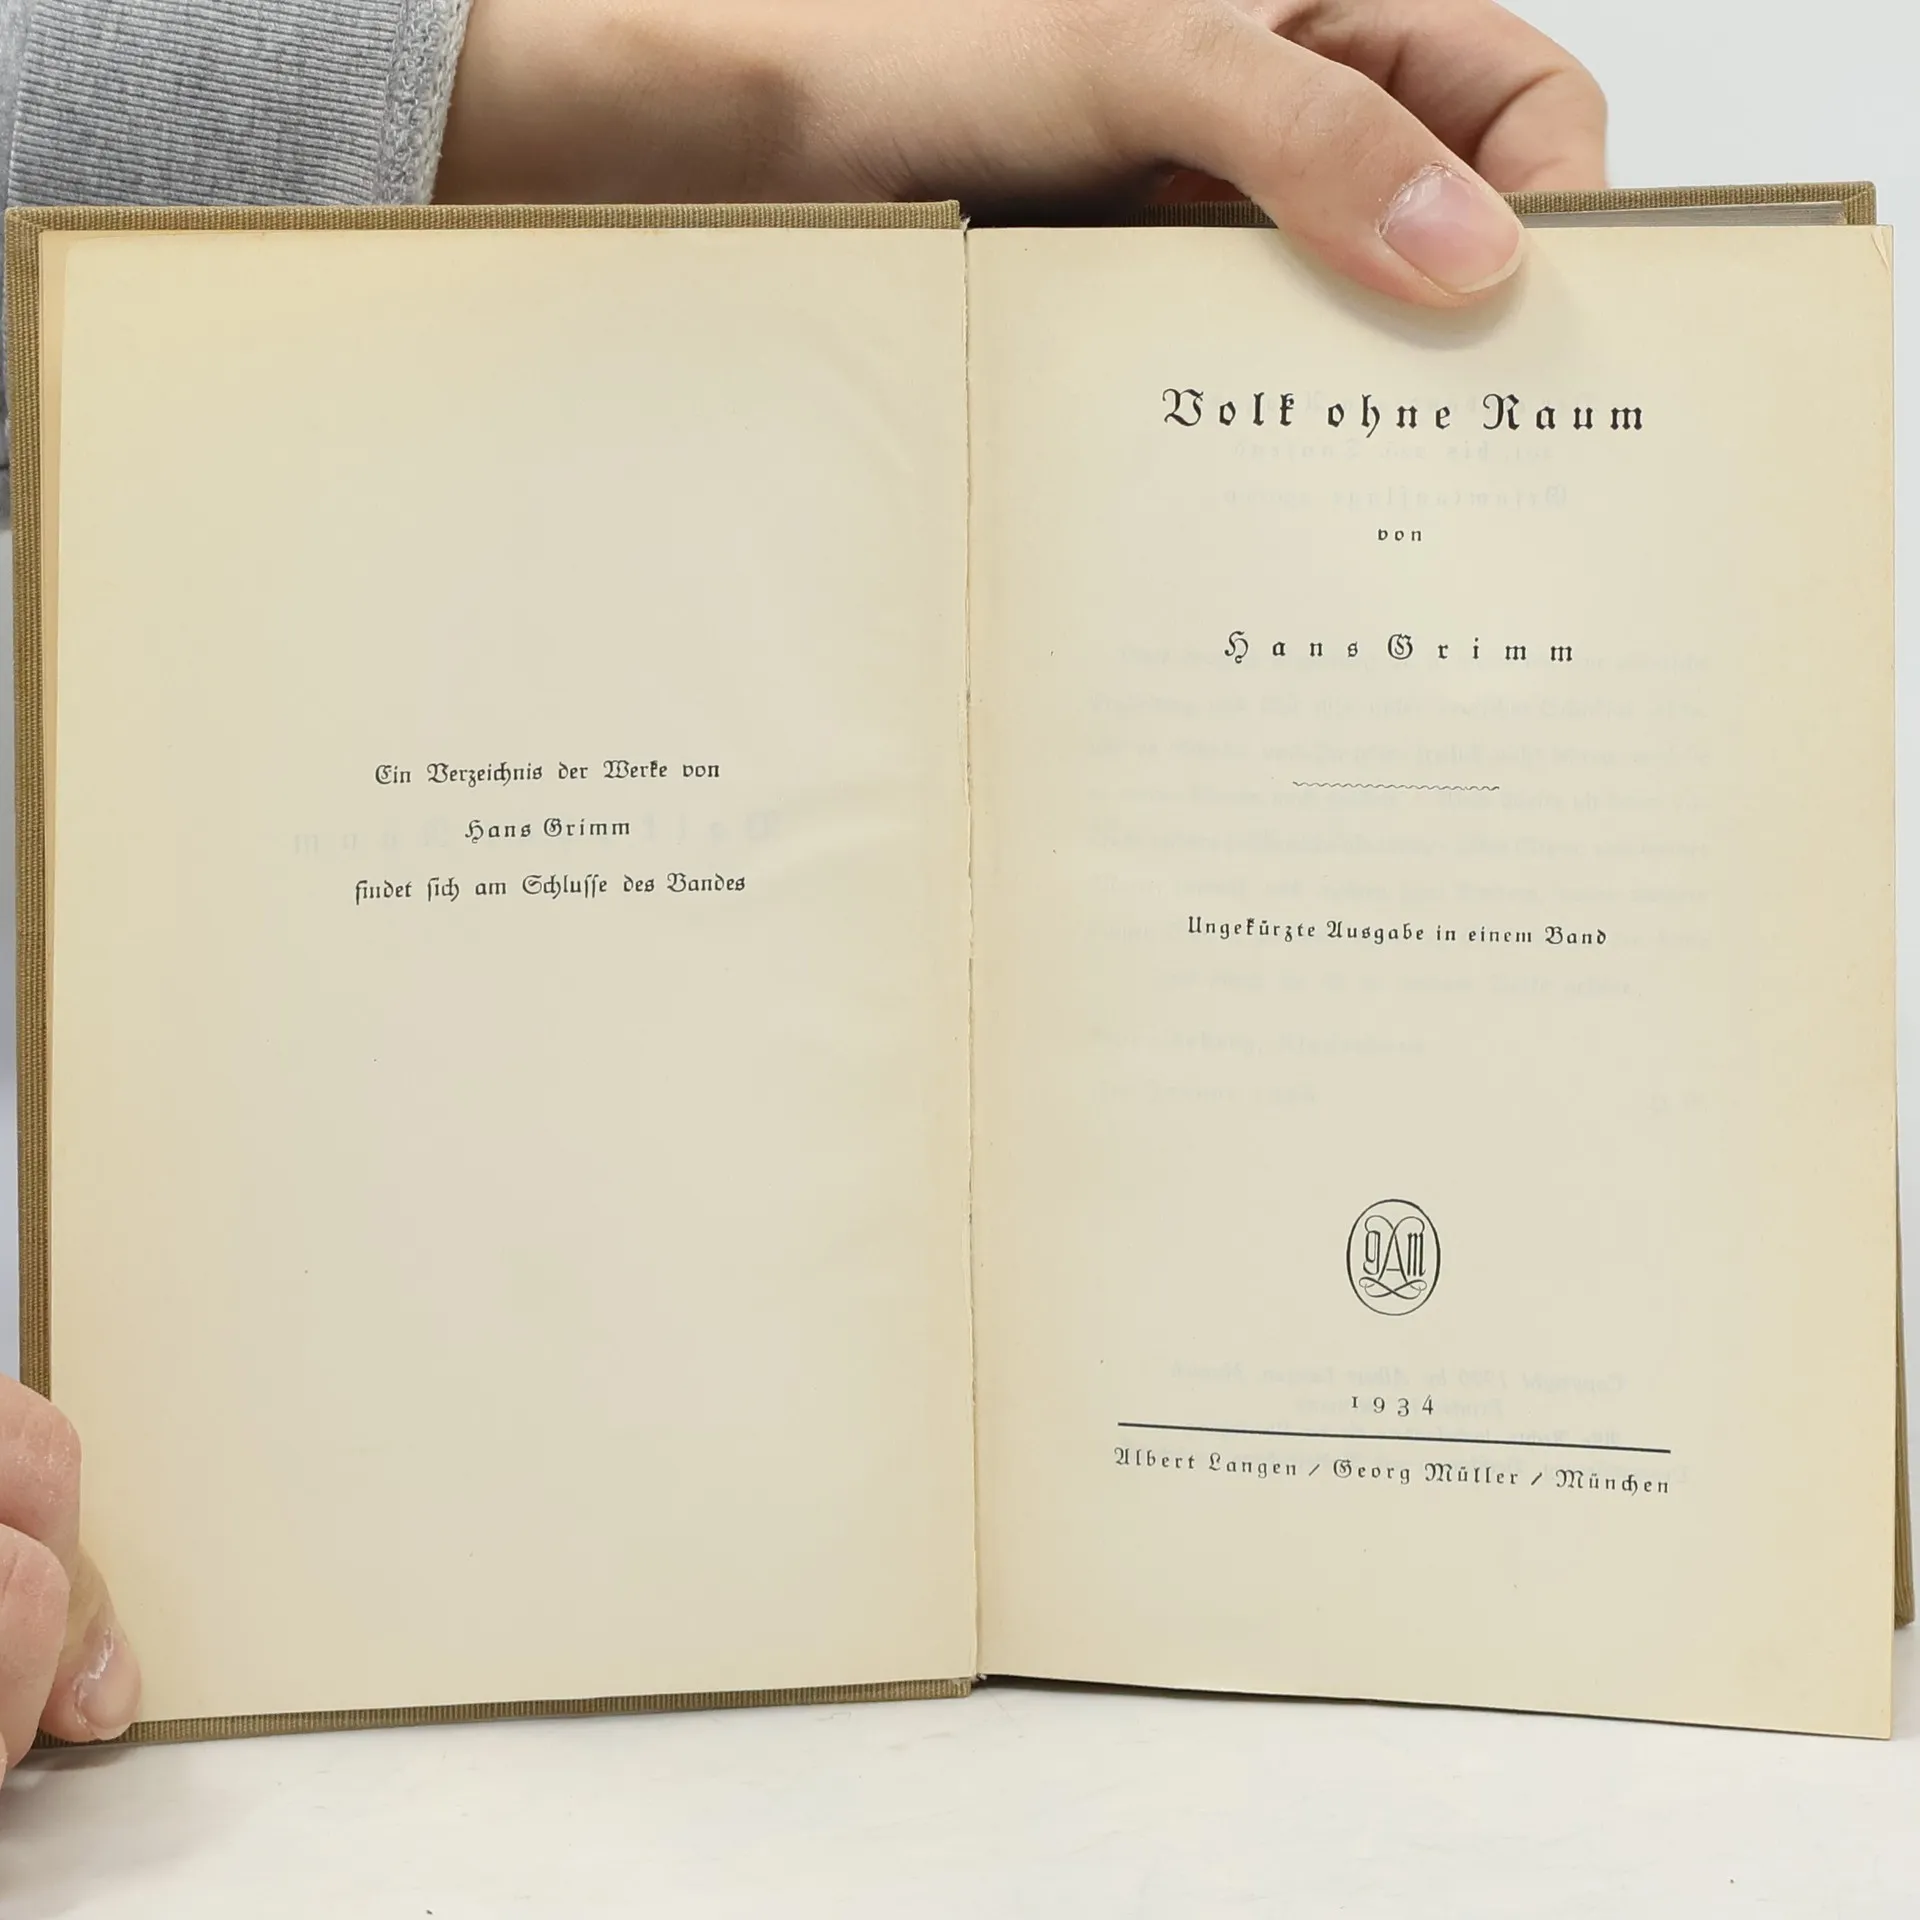 Ein Verzeichnis der Werke von
Hans Grimm
findet sich am Schlusse des Bandes
Volk ohne Raum
von
Hans Grimm
Ungekürzte Ausgabe in einem Band
gAm
1934
Albert Langen / Georg Müller / München